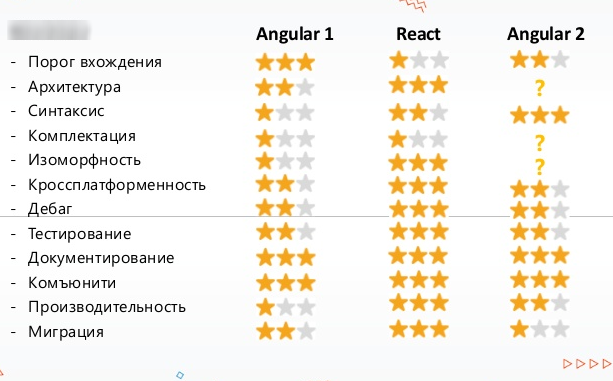 Angular 1 React Angular 2
- Порог вхождения
- Архитектура ?
- Синтаксис
- Комплектация ?
- Изоморфность ?
- Кроссплатформенность
- Дебаг
- Тестирование
- Документирование
- Комъюнити
- Производительность
- Миграция